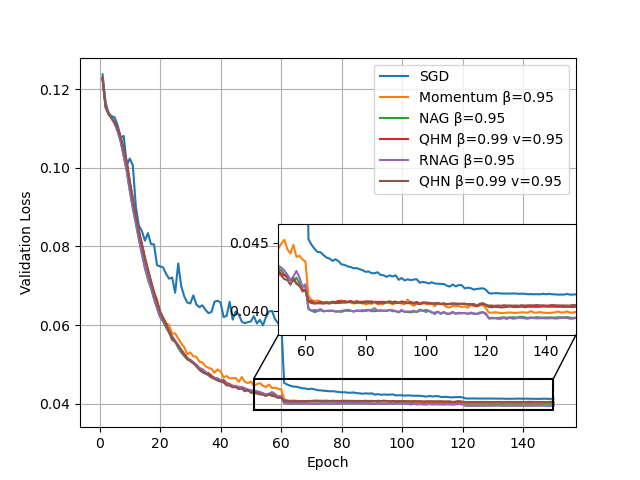 0.12
0.10
0.08
0.06
0.04
Validation Loss
0
20
40
60
80
100
120
140
Epoch
SGD
Momentum β=0.95
NAG β=0.95
QHM β=0.99 v=0.95
RNAG β=0.95
QHN β=0.99 v=0.95
0.045
0.040
60
80
100
120
140